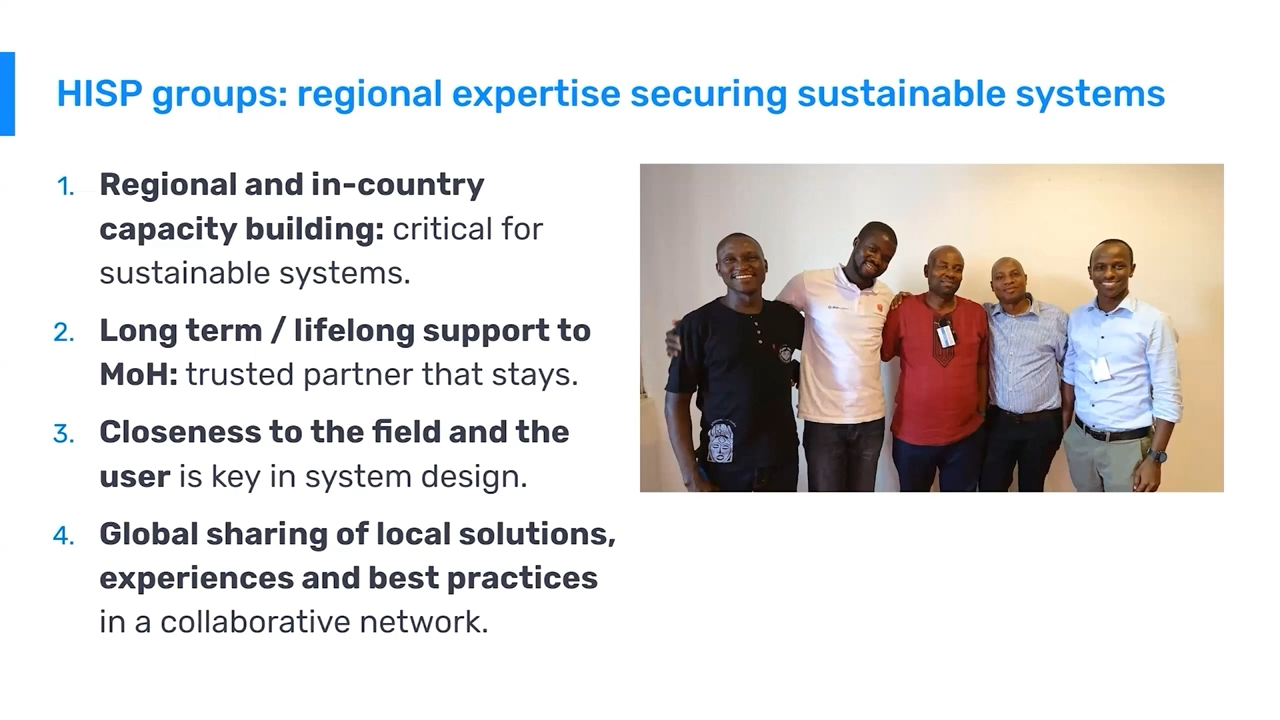 HISP groups: regional expertise securing sustainable systems
1. Regional and in-country
capacity building: critical for
sustainable systems.
2. Long term / lifelong support to
MoH: trusted partner that stays.
3. Closeness to the field and the
user is key in system design.
4. Global sharing of local solutions,
experiences and best practices
in a collaborative network.